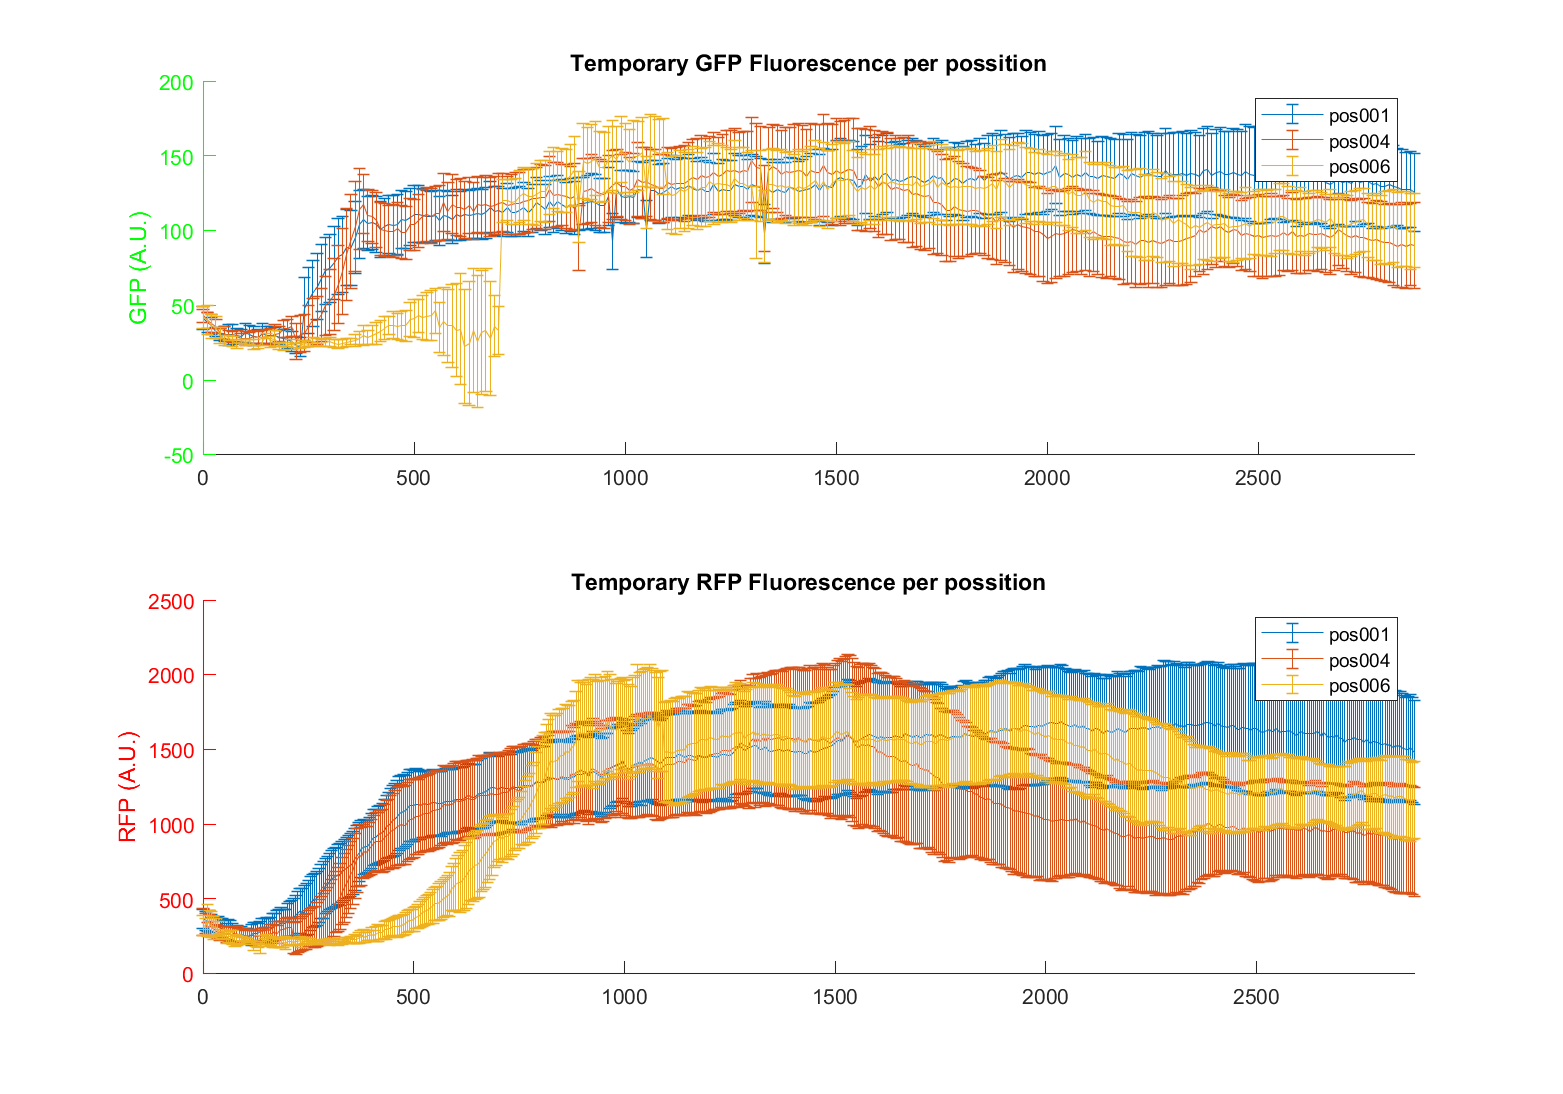 Temporary GFP Fluorescence per possition
200
150
100
50
0
-50
GFP (A.U.)
0 500 1000 1500 2000 2500
pos001
pos004
pos006
Temporary RFP Fluorescence per possition
2500
2000
1500
1000
500
0
RFP (A.U.)
0 500 1000 1500 2000 2500
pos001
pos004
pos006